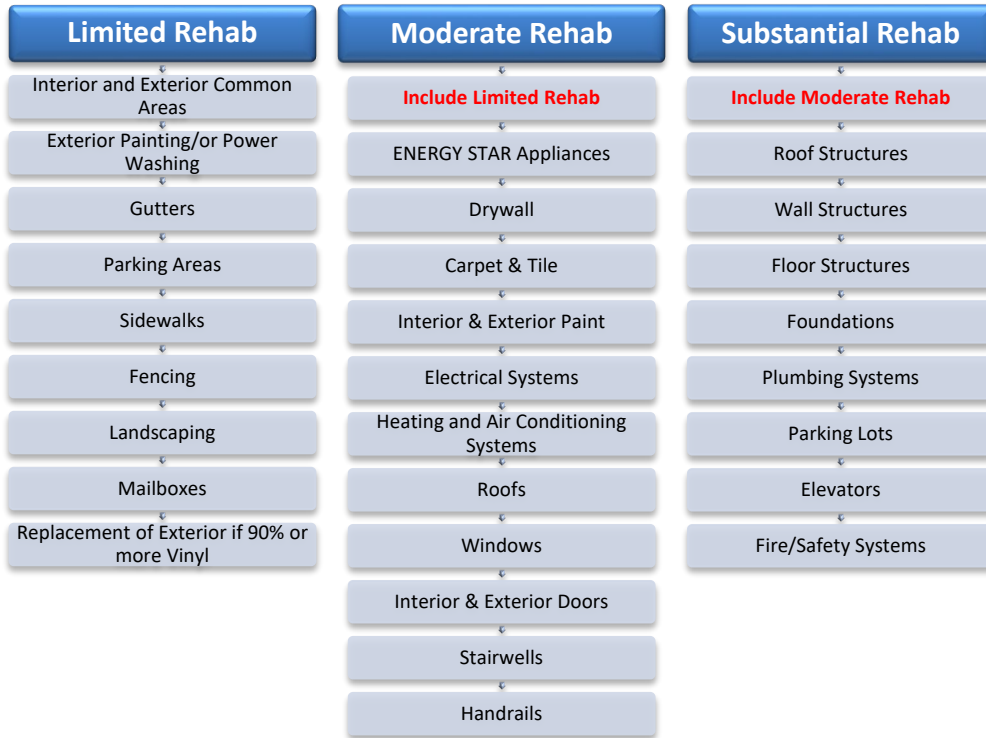 Limited Rehab
Interior and Exterior Common
Areas
Exterior Painting/or Power
Washing
Gutters
Parking Areas
Sidewalks
Fencing
Landscaping
Mailboxes
Replacement of Exterior if 90% or
more Vinyl
Moderate Rehab
Include Limited Rehab
ENERGY STAR Appliances
Drywall
Carpet & Tile
Interior & Exterior Paint
Electrical Systems
Heating and Air Conditioning
Systems
Roofs
Windows
Interior & Exterior Doors
Stairwells
Handrails
Substantial Rehab
Include Moderate Rehab
Roof Structures
Wall Structures
Floor Structures
Foundations
Plumbing Systems
Parking Lots
Elevators
Fire/Safety Systems